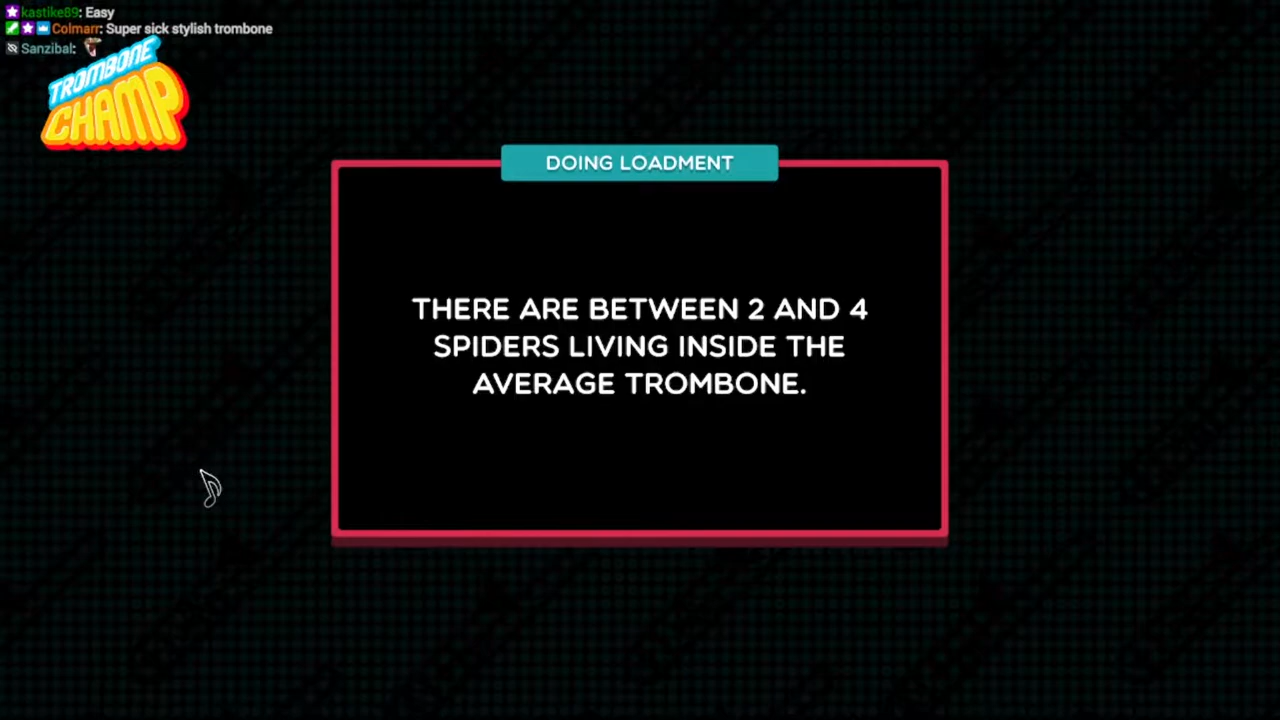 kastike89: Easy
Colmarr: Super sick stylish trombone
Sanzibal:
TROMBONE
CHAMP
DOING LOADMENT
THERE ARE BETWEEN 2 AND 4
SPIDERS LIVING INSIDE THE
AVERAGE TROMBONE.